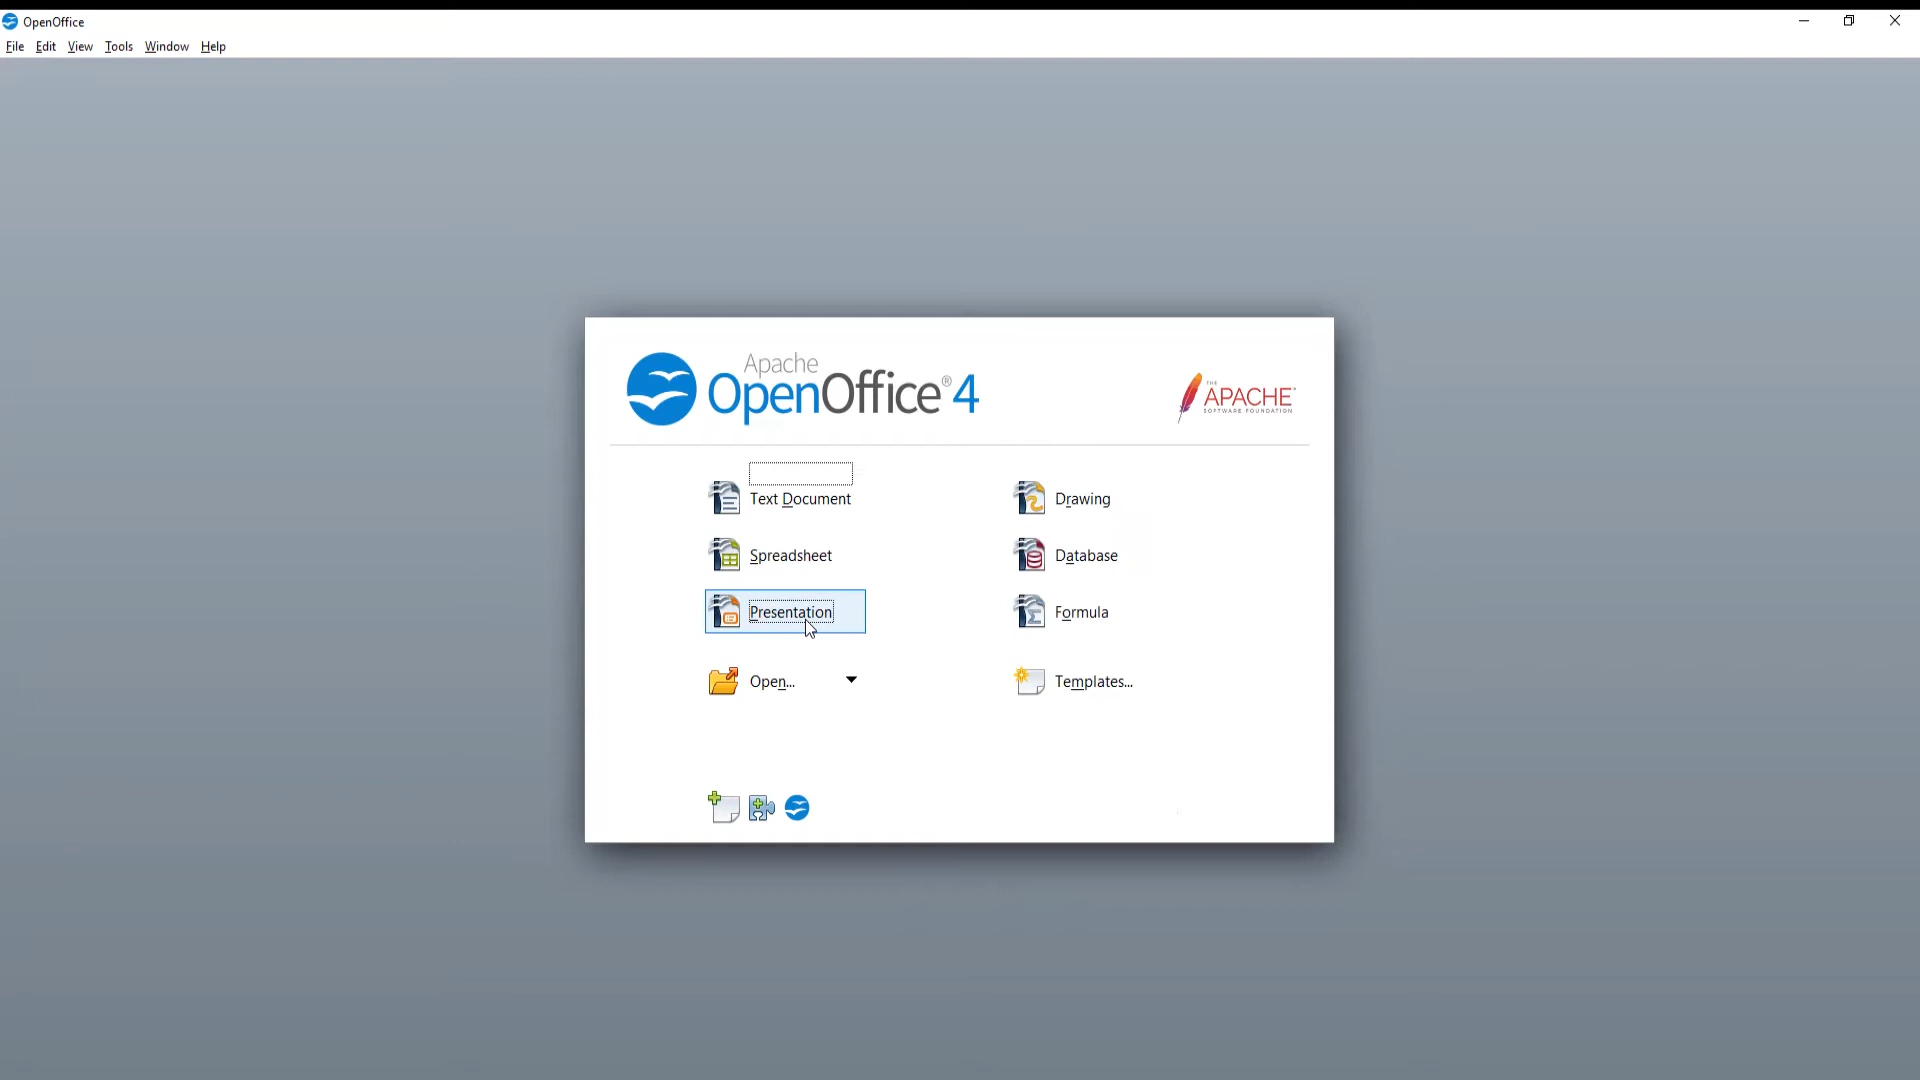 OpenOffice
File Edit View Tools Window Help
Apache
OpenOffice® 4
THE
APACHE
SOFTWARE FOUNDATION
Text Document
Drawing
Spreadsheet
Database
Presentation
Formula
Open...
Templates...